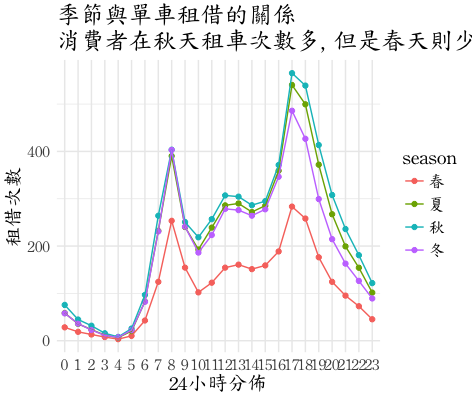 季節與單車租借的關係
消費者在秋天租車次數多, 但是春天則少
租借次數
400
200
0
0 1 2 3 4 5 6 7 8 9 10 11 12 13 14 15 16 17 18 19 20 21 22 23
24小時分佈
season
春
夏
秋
冬